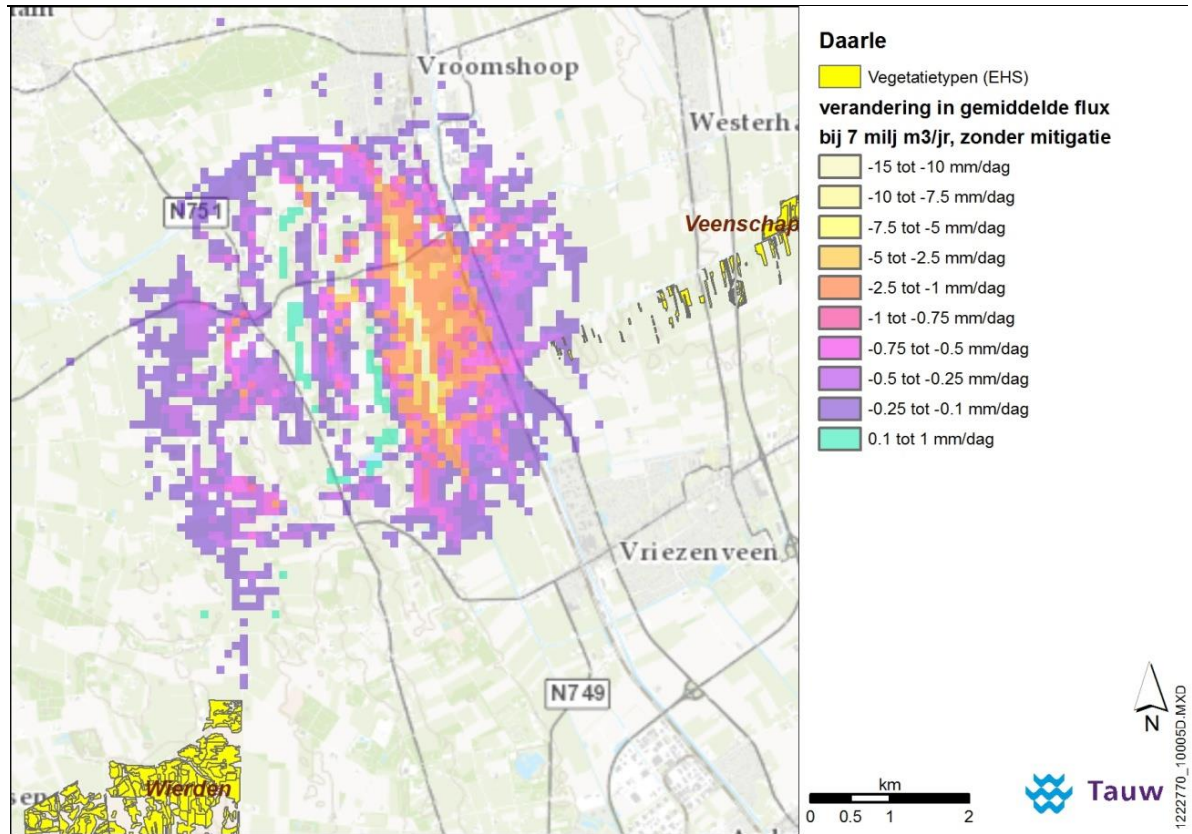 Vroomshoop
Westerha
N751
Veenschap
Vriezenveen
N749
Wierden
Daarle
Vegetatietypen (EHS)
verandering in gemiddelde flux
bij 7 milj m3/jr, zonder mitigatie
-15 tot -10 mm/dag
-10 tot -7.5 mm/dag
-7.5 tot -5 mm/dag
-5 tot -2.5 mm/dag
-2.5 tot -1 mm/dag
-1 tot -0.75 mm/dag
-0.75 tot -0.5 mm/dag
-0.5 tot -0.25 mm/dag
-0.25 tot -0.1 mm/dag
0.1 tot 1 mm/dag
N
km
0 0.5 1 2
Tauw
1222770_10005D.MXD